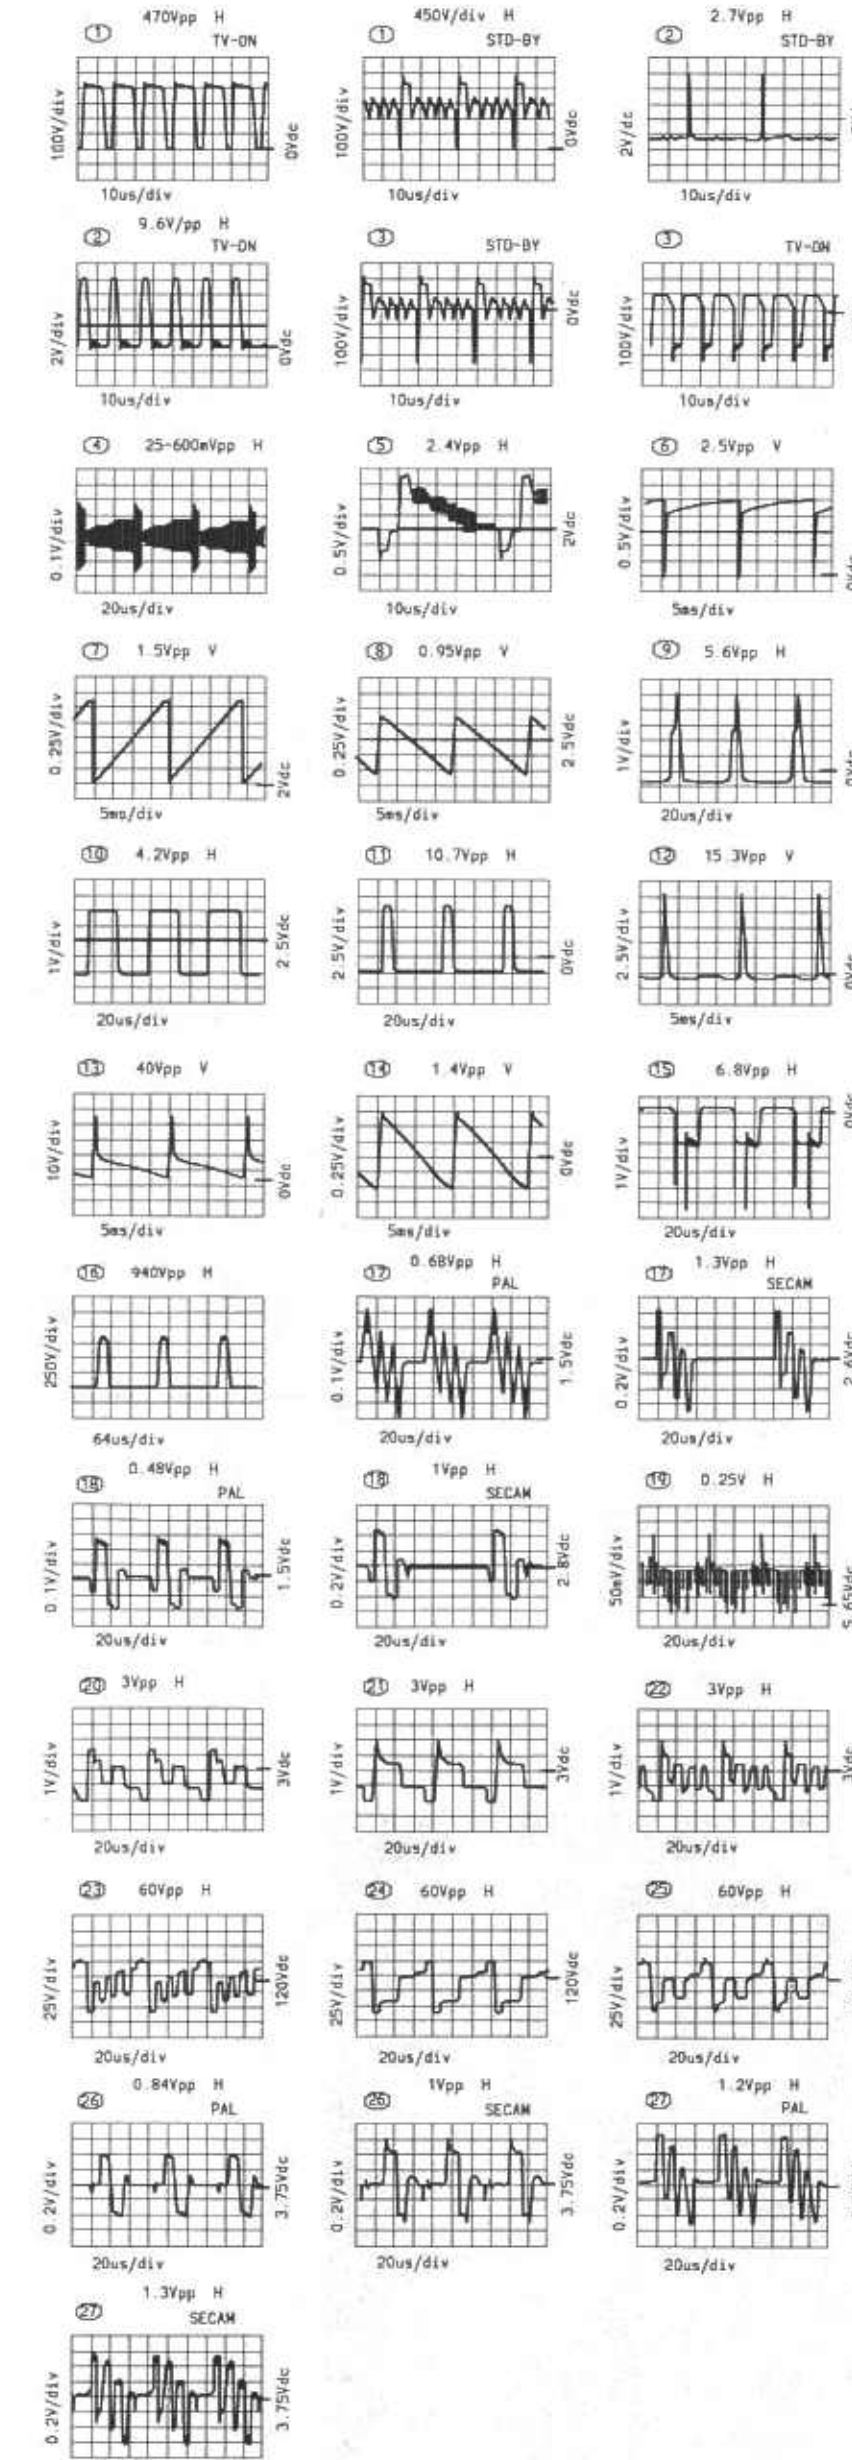 470Vpp H
① TV-ON
100V/div
0Vdc
10us/div
450V/div H
① STD-BY
100V/div
0Vdc
10us/div
2.7Vpp H
② STD-BY
2V/dc
10us/div
9.6V/pp H
② TV-ON
2V/div
0Vdc
10us/div
③ STD-BY
100V/div
0Vdc
10us/div
③ TV-ON
100V/div
10us/div
④ 25-600mVpp H
0.1V/div
20us/div
⑤ 2.4Vpp H
0.5V/div
2Vdc
10us/div
⑥ 2.5Vpp V
0.5V/div
0Vdc
5ms/div
⑦ 1.5Vpp V
0.25V/div
2Vdc
5ms/div
⑧ 0.95Vpp V
0.25V/div
2.5Vdc
5ms/div
⑨ 5.6Vpp H
1V/div
0Vdc
20us/div
⑩ 4.2Vpp H
1V/div
2.5Vdc
20us/div
⑪ 10.7Vpp H
2.5V/div
0Vdc
20us/div
⑫ 15.3Vpp V
2.5V/div
0Vdc
5ms/div
⑬ 40Vpp V
10V/div
0Vdc
5ms/div
⑭ 1.4Vpp V
0.25V/div
0Vdc
5ms/div
⑮ 6.8Vpp H
1V/div
0Vdc
20us/div
⑯ 940Vpp H
250V/div
64us/div
0.68Vpp H
⑰ PAL
0.1V/div
1.5Vdc
20us/div
1.3Vpp H
⑰ SECAM
0.2V/div
2.6Vdc
20us/div
0.48Vpp H
⑱ PAL
0.1V/div
1.5Vdc
20us/div
1Vpp H
⑱ SECAM
0.2V/div
2.8Vdc
20us/div
⑲ 0.25V H
50mV/div
5.65Vdc
20us/div
⑳ 3Vpp H
1V/div
3Vdc
20us/div
㉑ 3Vpp H
1V/div
3Vdc
20us/div
㉒ 3Vpp H
1V/div
3Vdc
20us/div
㉓ 60Vpp H
25V/div
120Vdc
20us/div
㉔ 60Vpp H
25V/div
120Vdc
20us/div
㉕ 60Vpp H
25V/div
20us/div
0.84Vpp H
㉖ PAL
0.2V/div
3.75Vdc
20us/div
1Vpp H
㉖ SECAM
0.2V/div
3.75Vdc
20us/div
1.2Vpp H
㉗ PAL
0.2V/div
20us/div
1.3Vpp H
㉗ SECAM
0.2V/div
3.75Vdc